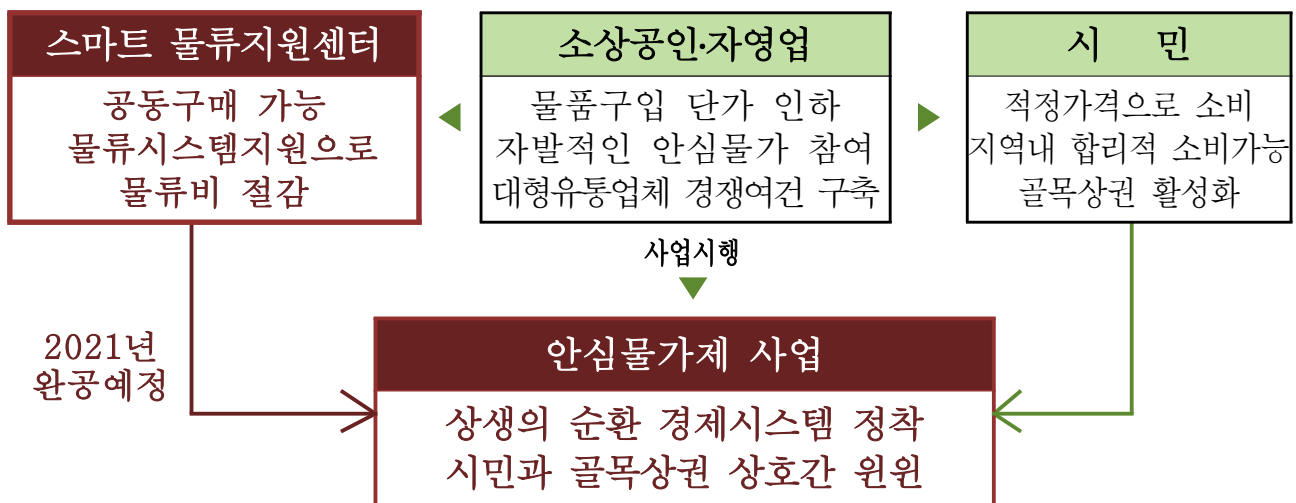 스마트 물류지원센터
공동구매 가능
물류시스템지원으로
물류비 절감
소상공인·자영업
물품구입 단가 인하
자발적인 안심물가 참여
대형유통업체 경쟁여건 구축
시 민
적정가격으로 소비
지역내 합리적 소비가능
골목상권 활성화
사업시행
2021년
완공예정
안심물가제 사업
상생의 순환 경제시스템 정착
시민과 골목상권 상호간 윈윈